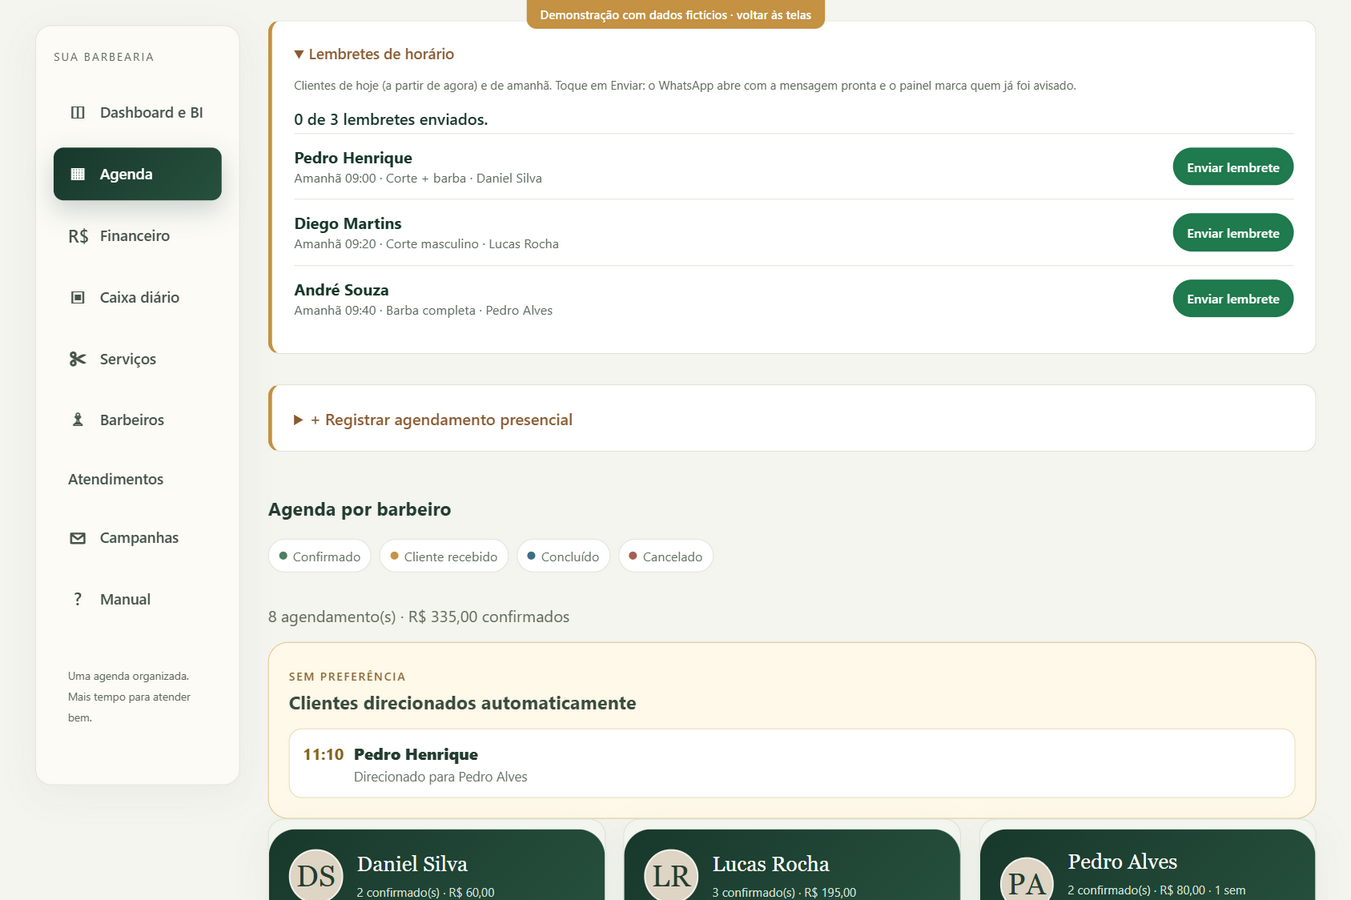 Demonstração com dados fictícios · voltar às telas
SUA BARBEARIA
Dashboard e BI
Agenda
R$ Financeiro
Caixa diário
Serviços
Barbeiros
Atendimentos
Campanhas
? Manual
Uma agenda organizada.
Mais tempo para atender
bem.
▼ Lembretes de horário
Clientes de hoje (a partir de agora) e de amanhã. Toque em Enviar: o WhatsApp abre com a mensagem pronta e o painel marca quem já foi avisado.
0 de 3 lembretes enviados.
Pedro Henrique
Amanhã 09:00 · Corte + barba · Daniel Silva
Enviar lembrete
Diego Martins
Amanhã 09:20 · Corte masculino · Lucas Rocha
Enviar lembrete
André Souza
Amanhã 09:40 · Barba completa · Pedro Alves
Enviar lembrete
▶ + Registrar agendamento presencial
Agenda por barbeiro
Confirmado
Cliente recebido
Concluído
Cancelado
8 agendamento(s) · R$ 335,00 confirmados
SEM PREFERÊNCIA
Clientes direcionados automaticamente
11:10 Pedro Henrique
Direcionado para Pedro Alves
DS
Daniel Silva
2 confirmado(s) · R$ 60,00
LR
Lucas Rocha
3 confirmado(s) · R$ 195,00
PA
Pedro Alves
2 confirmado(s) · R$ 80,00 · 1 sem